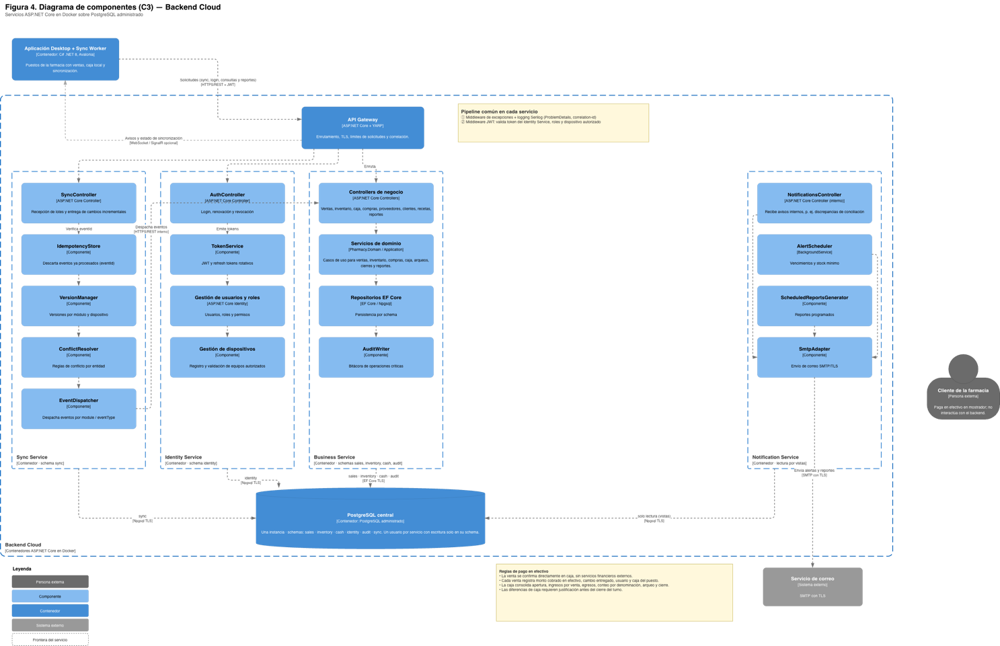 Figura 4. Diagrama de componentes (C3) — Backend Cloud
Servicios ASP.NET Core en Docker sobre PostgreSQL administrado
Aplicación Desktop + Sync Worker
[Contenedor: C# .NET 8, Avalonia]
Puestos de la farmacia con ventas, caja local y
sincronización.
Solicitudes (sync, login, consultas y reportes)
[HTTPS/REST + JWT]
API Gateway
[ASP.NET Core + YARP]
Enrutamiento, TLS, límites de solicitudes y correlación.
Pipeline común en cada servicio
① Middleware de excepciones + logging Serilog (ProblemDetails, correlation-id)
② Middleware JWT: valida token del Identity Service, roles y dispositivo autorizado
Avisos y estado de sincronización
[WebSocket / SignalR opcional]
Enruta
SyncController
[ASP.NET Core Controller]
Recepción de lotes y entrega de cambios incrementales
Verifica eventId
IdempotencyStore
[Componente]
Descarta eventos ya procesados (eventId)
VersionManager
[Componente]
Versiones por módulo y dispositivo
ConflictResolver
[Componente]
Reglas de conflicto por entidad
EventDispatcher
[Componente]
Despacha eventos por module / eventType
Sync Service
[Contenedor · schema sync]
Despacha eventos
[HTTPS/REST interno]
AuthController
[ASP.NET Core Controller]
Login, renovación y revocación
Emite tokens
TokenService
[Componente]
JWT y refresh tokens rotativos
Gestión de usuarios y roles
[ASP.NET Core Identity]
Usuarios, roles y permisos
Gestión de dispositivos
[Componente]
Registro y validación de equipos autorizados
Identity Service
[Contenedor · schema identity]
Controllers de negocio
[ASP.NET Core Controllers]
Ventas, inventario, caja, compras, proveedores, clientes, recetas,
reportes
Servicios de dominio
[Pharmacy.Domain / Application]
Casos de uso para ventas, inventario, compras, caja, arqueos,
cierres y reportes.
Repositorios EF Core
[EF Core / Npgsql]
Persistencia por schema
AuditWriter
[Componente]
Bitácora de operaciones críticas
Business Service
[Contenedor · schemas sales, inventory, cash, audit]
NotificationsController
[ASP.NET Core Controller (interno)]
Recibe avisos internos, p. ej. discrepancias de conciliación
AlertScheduler
[BackgroundService]
Vencimientos y stock mínimo
ScheduledReportsGenerator
[Componente]
Reportes programados
SmtpAdapter
[Componente]
Envío de correo SMTP/TLS
Notification Service
[Contenedor · lectura por vistas]
Envía alertas y reportes
[SMTP con TLS]
Cliente de la farmacia
[Persona externa]
Paga en efectivo en mostrador; no
interactúa con el backend.
identity
[Npgsql TLS]
sales · inventory · cash · audit
[EF Core TLS]
sync
[Npgsql TLS]
solo lectura (vistas)
[Npgsql TLS]
PostgreSQL central
[Contenedor: PostgreSQL administrado]
Una instancia · schemas: sales · inventory · cash · identity · audit · sync. Un usuario por servicio con escritura solo en su schema.
Backend Cloud
[Contenedores ASP.NET Core en Docker]
Leyenda
Persona externa
Componente
Contenedor
Sistema externo
Frontera del servicio
Reglas de pago en efectivo
• La venta se confirma directamente en caja, sin servicios financieros externos.
• Cada venta registra monto cobrado en efectivo, cambio entregado, usuario y caja del puesto.
• La caja consolida apertura, ingresos por venta, egresos, conteo por denominación, arqueo y cierre.
• Las diferencias de caja requieren justificación antes del cierre del turno.
Servicio de correo
[Sistema externo]
SMTP con TLS